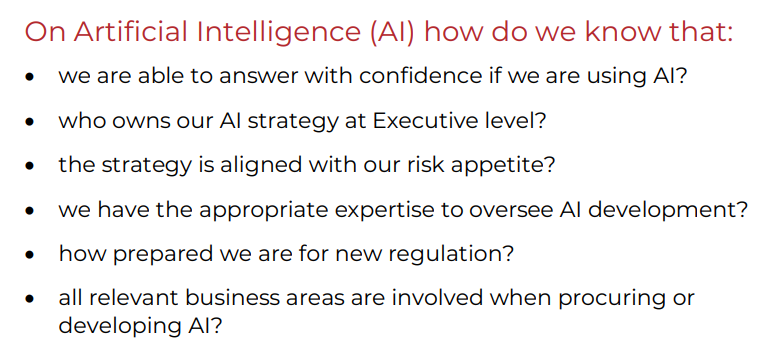 On Artificial Intelligence (AI) how do we know that:
• we are able to answer with confidence if we are using AI?
• who owns our AI strategy at Executive level?
• the strategy is aligned with our risk appetite?
• we have the appropriate expertise to oversee AI development?
• how prepared we are for new regulation?
• all relevant business areas are involved when procuring or
developing AI?